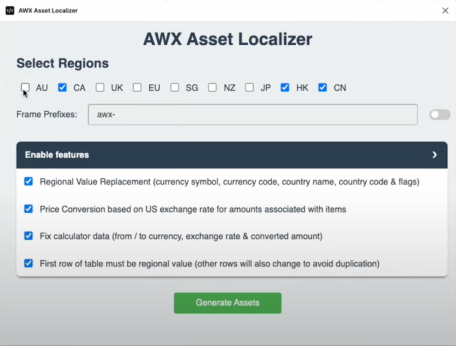 AWX Asset Localizer
AWX Asset Localizer
Select Regions
AU CA UK EU SG NZ JP HK CN
Frame Prefixes: awx-
Enable features
Regional Value Replacement (currency symbol, currency code, country name, country code & flags)
Price Conversion based on US exchange rate for amounts associated with items
Fix calculator data (from / to currency, exchange rate & converted amount)
First row of table must be regional value (other rows will also change to avoid duplication)
Generate Assets